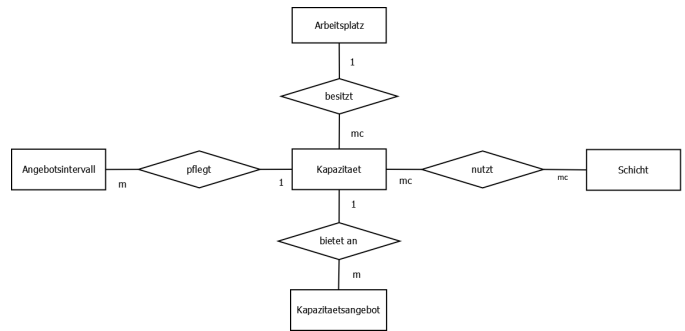 Arbeitsplatz
1
besitzt
mc
Angebotsintervall
m
pflegt
1
Kapazitaet
mc
nutzt
mc
Schicht
1
bietet an
m
Kapazitaetsangebot